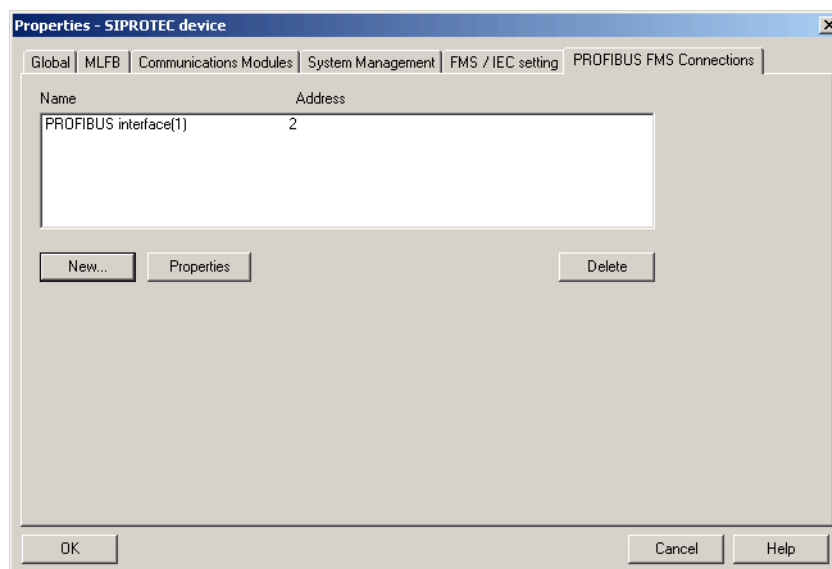 Properties - SIPROTEC device
Global MLFB Communications Modules System Management FMS / IEC setting PROFIBUS FMS Connections
Name Address
PROFIBUS interface(1) 2
New... Properties Delete
OK Cancel Help